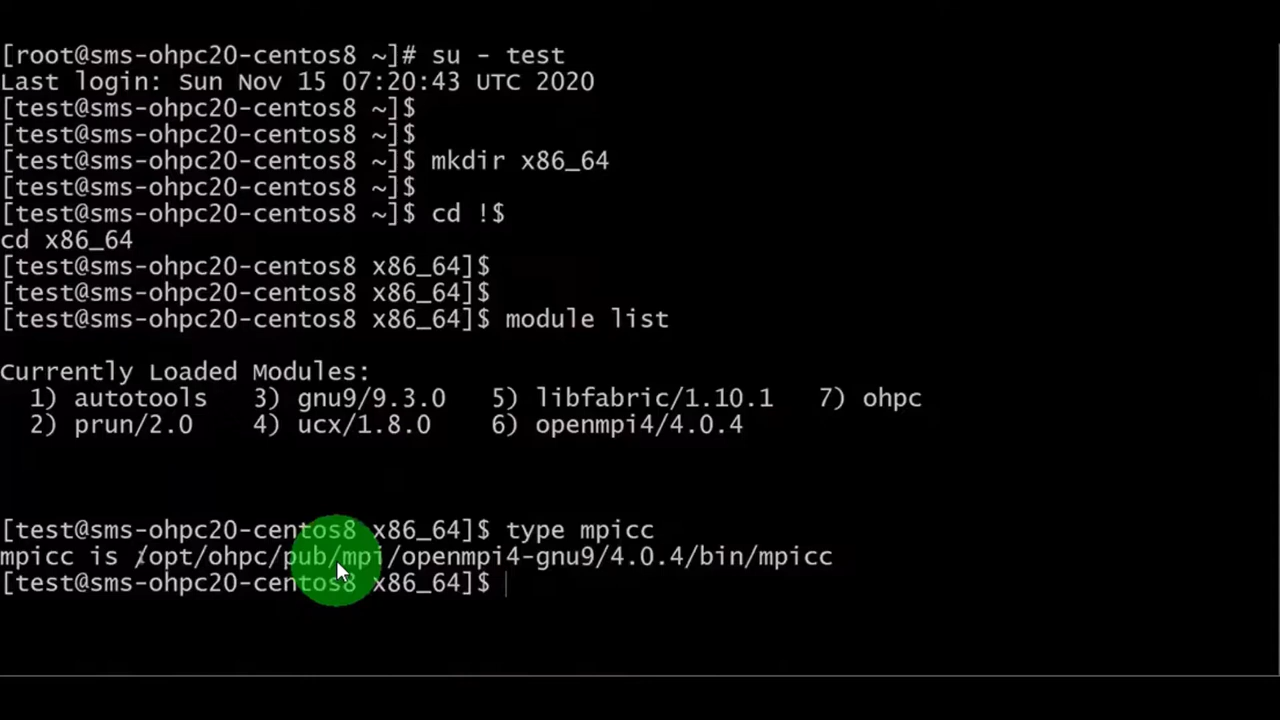 [root@sms-ohpc20-centos8 ~]# su - test
Last login: Sun Nov 15 07:20:43 UTC 2020
[test@sms-ohpc20-centos8 ~]$
[test@sms-ohpc20-centos8 ~]$
[test@sms-ohpc20-centos8 ~]$ mkdir x86_64
[test@sms-ohpc20-centos8 ~]$
[test@sms-ohpc20-centos8 ~]$ cd !$
cd x86_64
[test@sms-ohpc20-centos8 x86_64]$
[test@sms-ohpc20-centos8 x86_64]$
[test@sms-ohpc20-centos8 x86_64]$ module list
Currently Loaded Modules:
1) autotools 3) gnu9/9.3.0 5) libfabric/1.10.1 7) ohpc
2) prun/2.0 4) ucx/1.8.0 6) openmpi4/4.0.4
[test@sms-ohpc20-centos8 x86_64]$ type mpicc
mpicc is /opt/ohpc/pub/mpi/openmpi4-gnu9/4.0.4/bin/mpicc
[test@sms-ohpc20-centos8 x86_64]$